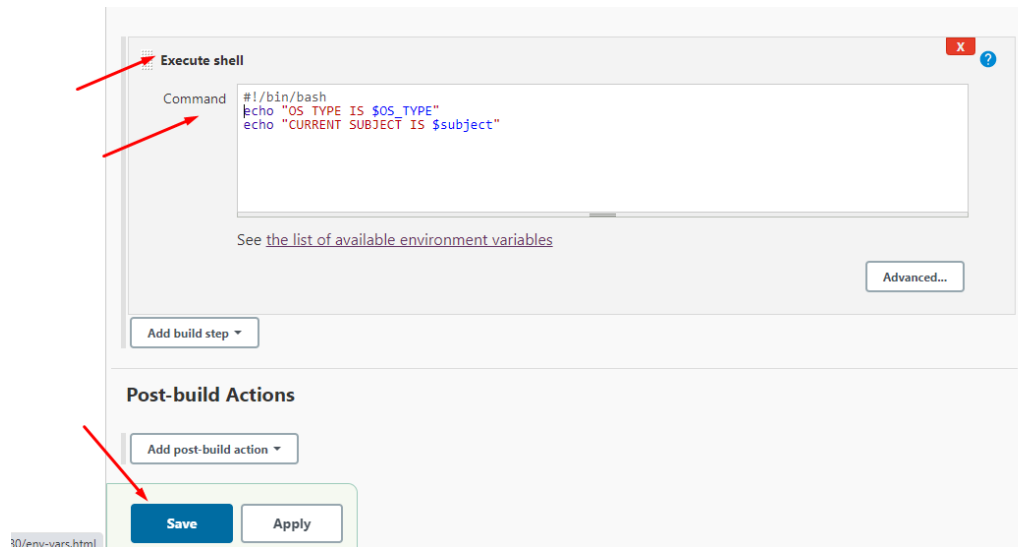 X
Execute shell
?
Command
#!/bin/bash
echo "OS TYPE IS $OS_TYPE"
echo "CURRENT SUBJECT IS $subject"
See the list of available environment variables
Advanced...
Add build step
Post-build Actions
Add post-build action
Save Apply
30/env-vars.html